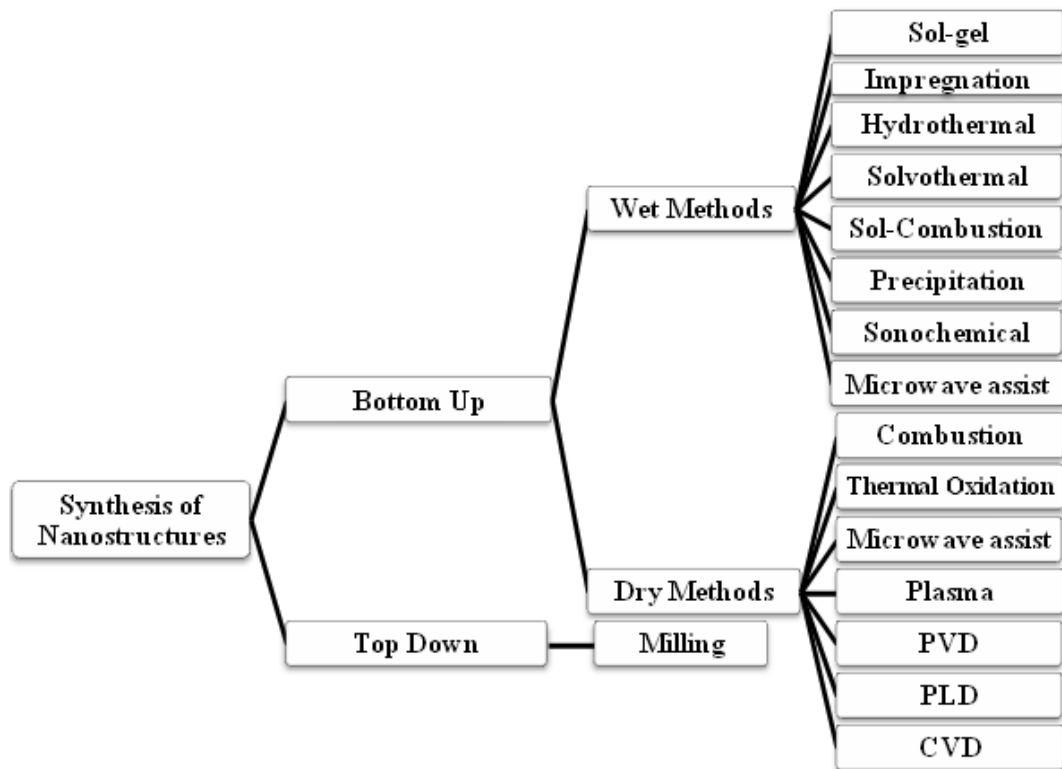 Synthesis of
Nanostructures
Bottom Up
Top Down
Wet Methods
Dry Methods
Milling
Sol-gel
Impregnation
Hydrothermal
Solvothermal
Sol-Combustion
Precipitation
Sonochemical
Microwave assist
Combustion
Thermal Oxidation
Microwave assist
Plasma
PVD
PLD
CVD